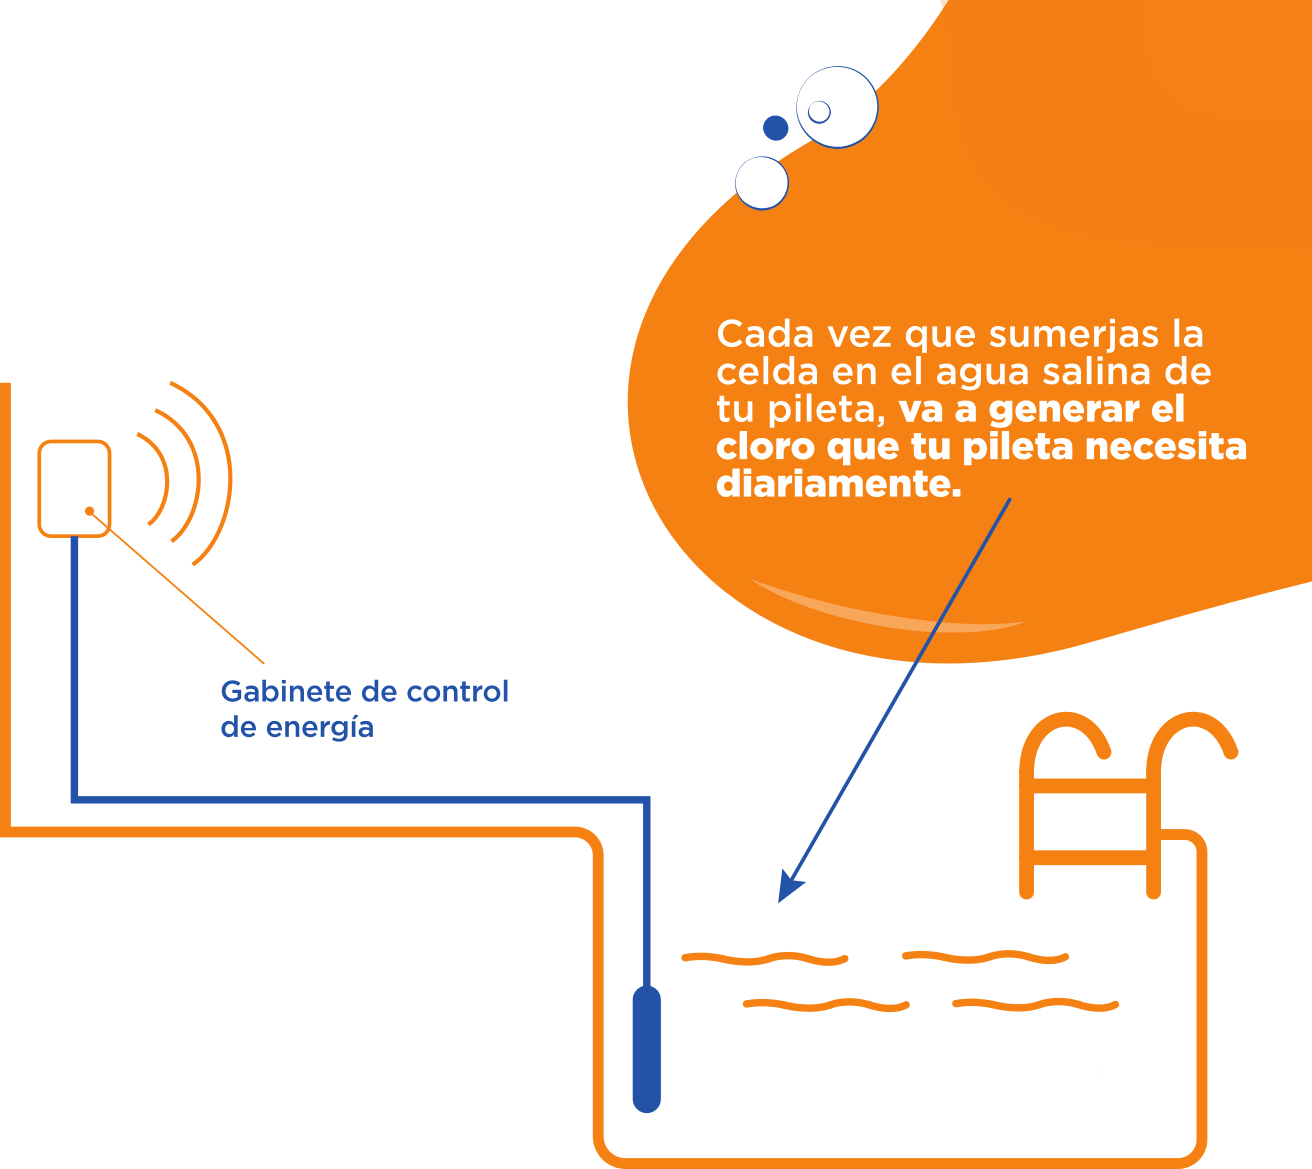 Cada vez que sumerjas la
celda en el agua salina de
tu pileta, va a generar el
cloro que tu pileta necesita
diariamente.
Gabinete de control
de energía